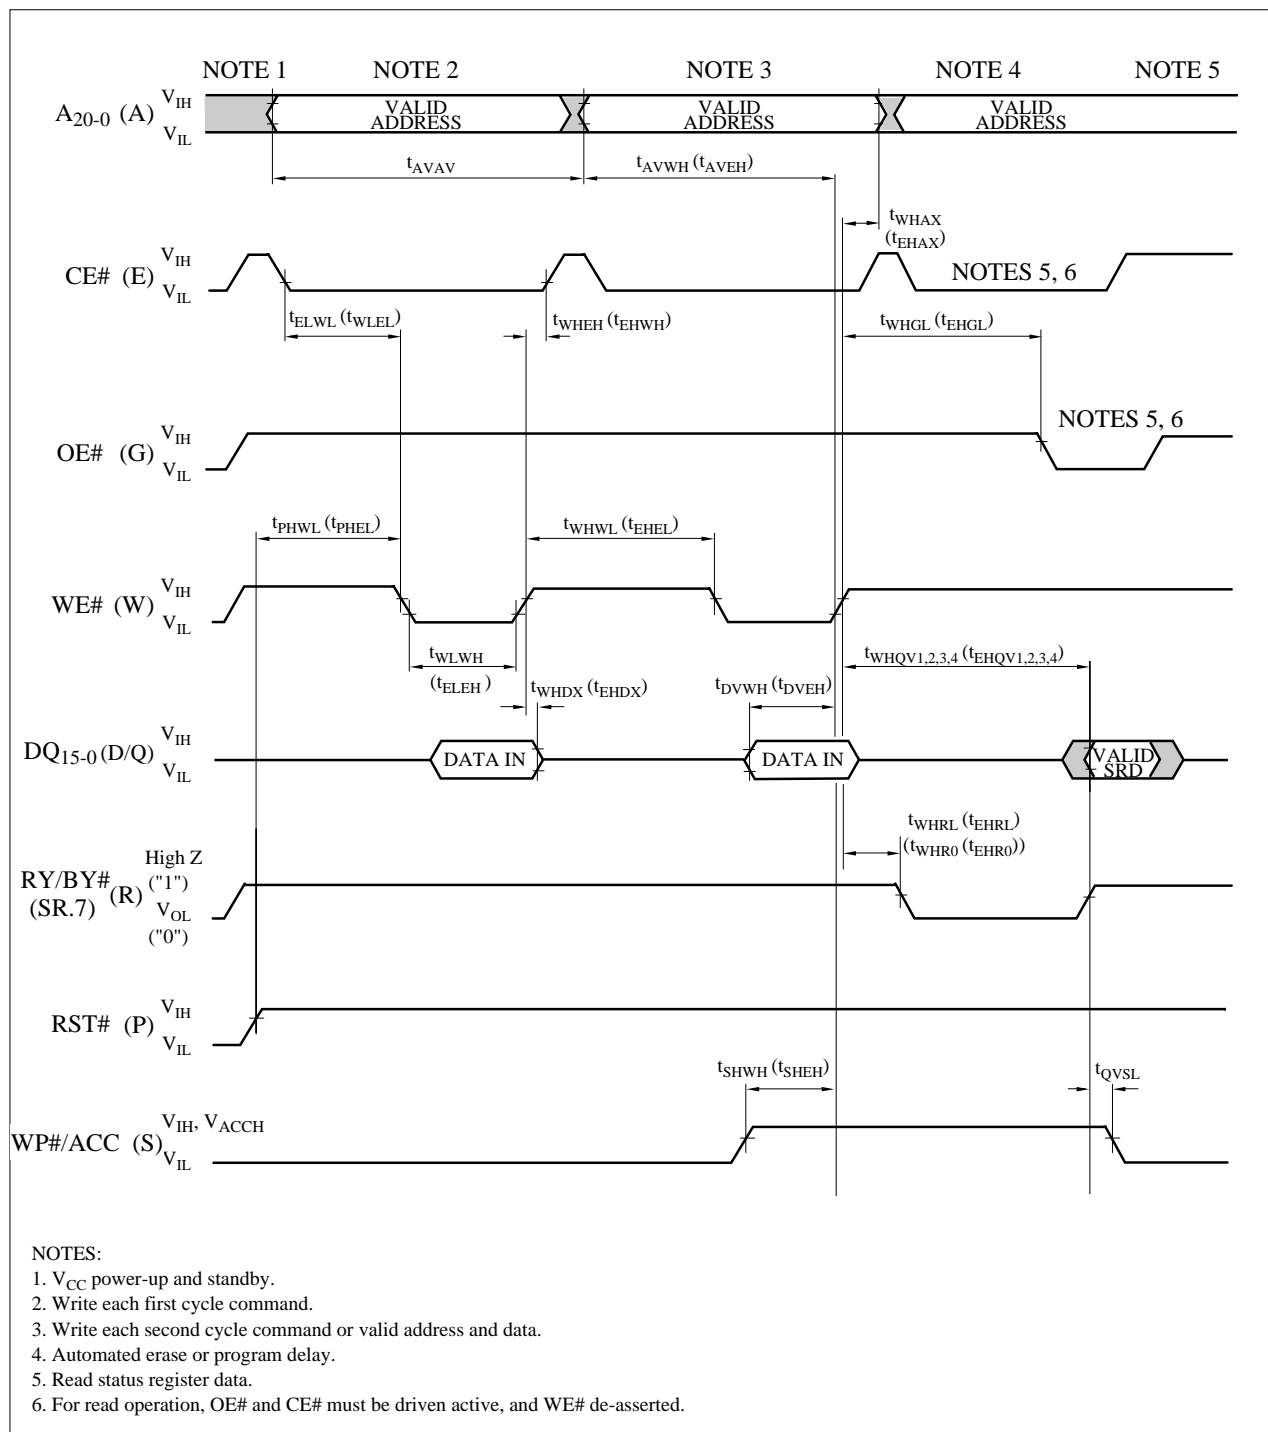 NOTE 1 NOTE 2 NOTE 3 NOTE 4 NOTE 5
A20-0 (A) VIH VALID ADDRESS VALID ADDRESS VALID ADDRESS
VIL
tAVAV tAVWH (tAVEH)
tWHAX
(tEHAX)
CE# (E) VIH
VIL
NOTES 5, 6
tELWL (tWLEL) tWHEH (tEHWH) tWHGL (tEHGL)
OE# (G) VIH
VIL
NOTES 5, 6
tPHWL (tPHEL) tWHWL (tEHEL)
WE# (W) VIH
VIL
tWLWH
(tELEH)
tWHDX (tEHDX) tDVWH (tDVEH) tWHQV1,2,3,4 (tEHQV1,2,3,4)
DQ15-0 (D/Q) VIH
VIL
DATA IN DATA IN VALID SRD
tWHRL (tEHRL)
(tWHR0 (tEHR0))
RY/BY# (SR.7) (R) High Z
("1")
VOL
("0")
RST# (P) VIH
VIL
tSHWH (tSHEH) tQVSL
WP#/ACC (S) VIH, VACCH
VIL
NOTES:
1. VCC power-up and standby.
2. Write each first cycle command.
3. Write each second cycle command or valid address and data.
4. Automated erase or program delay.
5. Read status register data.
6. For read operation, OE# and CE# must be driven active, and WE# de-asserted.